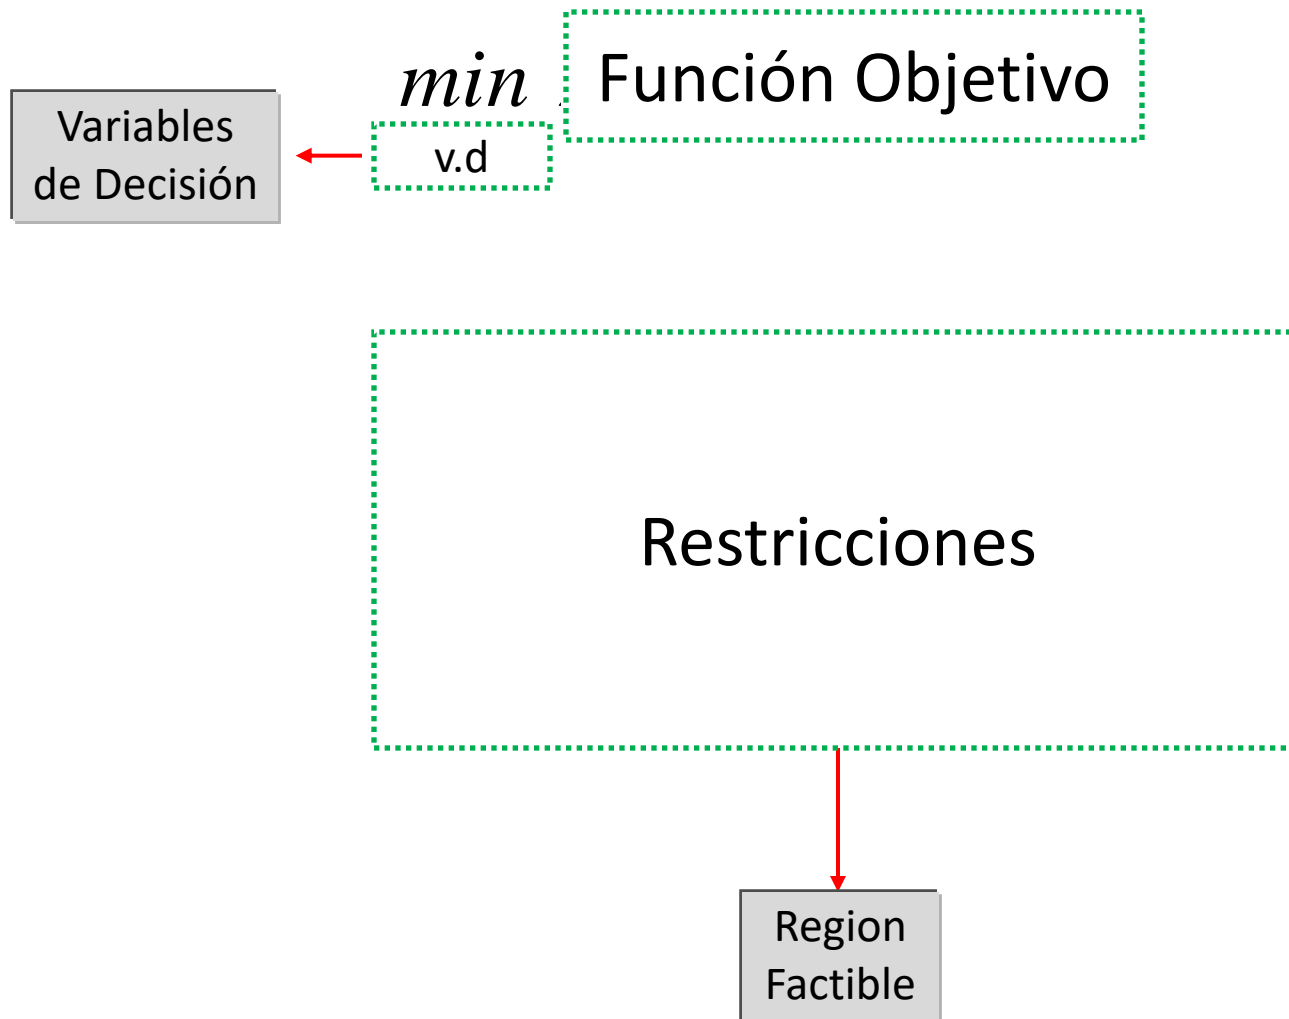 min Función Objetivo
v.d
Variables
de Decisión
Restricciones
Region
Factible